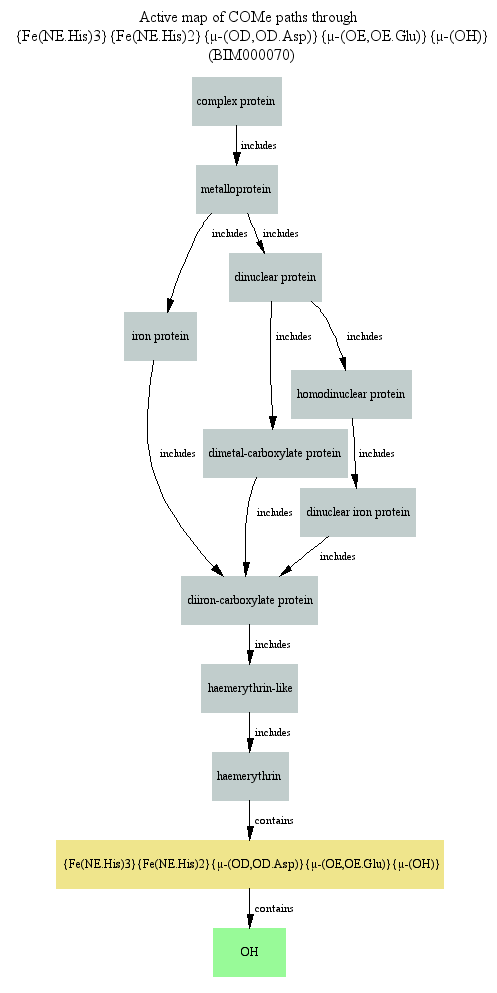 Active map of COMe paths through
{Fe(NE.His)3}{Fe(NE.His)2}{μ-(OD,OD.Asp)}{μ-(OE,OE.Glu)}{μ-(OH)}
(BIM000070)
complex protein
includes
metalloprotein
includes
includes
dinuclear protein
iron protein
includes
includes
homodinuclear protein
includes
dimetal-carboxylate protein
includes
dinuclear iron protein
includes
includes
diiron-carboxylate protein
includes
haemerythrin-like
includes
haemerythrin
contains
{Fe(NE.His)3}{Fe(NE.His)2}{μ-(OD,OD.Asp)}{μ-(OE,OE.Glu)}{μ-(OH)}
contains
OH